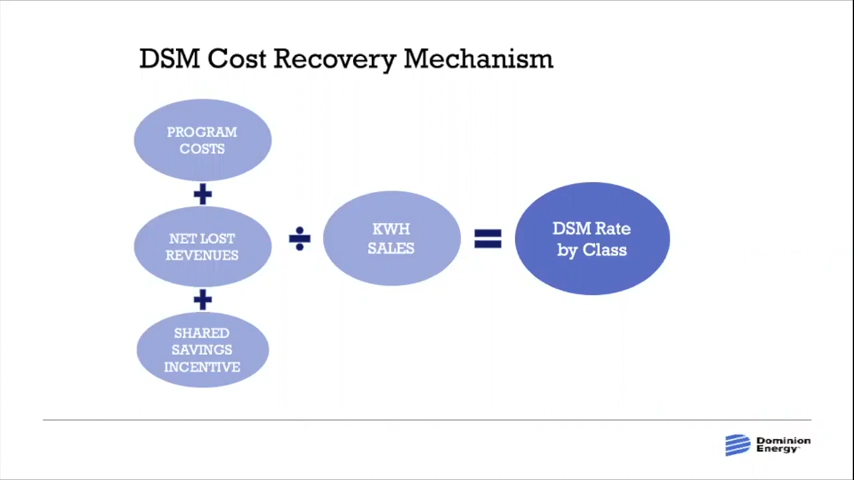 DSM Cost Recovery Mechanism
PROGRAM
COSTS
+
NET LOST
REVENUES
+
SHARED
SAVINGS
INCENTIVE
÷
KWH
SALES
=
DSM Rate
by Class
Dominion
Energy